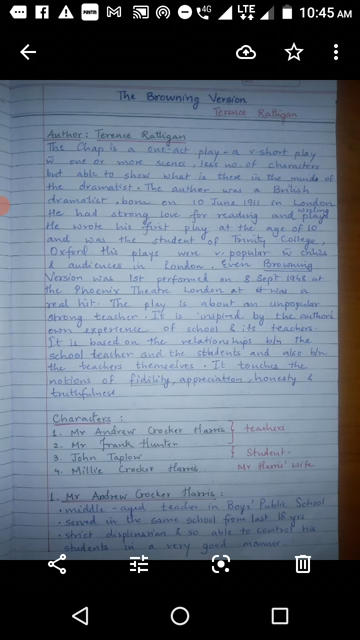 4G LTE 10:45 AM
PAYTM
The Browning Version
Terence Rattigan
Author: Terence Rattigan
The Chap is a one-act play - a v-short play
w̄ one or more scenes, less no. of characters
but able to show what is there in the minds of
the dramatist. The author was a British
dramatist, born on 10 June 1911 in London.
He had strong love for reading and writing plays
He wrote his first play at the age of 10
and was the student of Trinity College,
Oxford. His plays were v. popular w̄
& audiences in London. Even Browning
Version was 1st performed on 8 Sept 1948 at
the Phoenix Theatre London & it was a
real hit. The play is about an unpopular
strong teacher. It is inspired by the author's
own experience of school & its teachers.
It is based on the relationships b/n the
school teacher and the students and also b/n
the teachers themselves. It touches the
notions of fidility, appreciation, honesty &
truthfulness
Characters :
1. Mr Andrew Crocker Harris } teachers
2. Mr Frank Hunter
3. John Taplow } Student.
4. Millie Crocker Harris, Mr Harris' wife
1. Mr Andrew Crocker Harris :
• middle-aged teacher in Boys' Public School
• served in the same school from last 18 yrs
• strict & so able to control his
students in a very good manner.